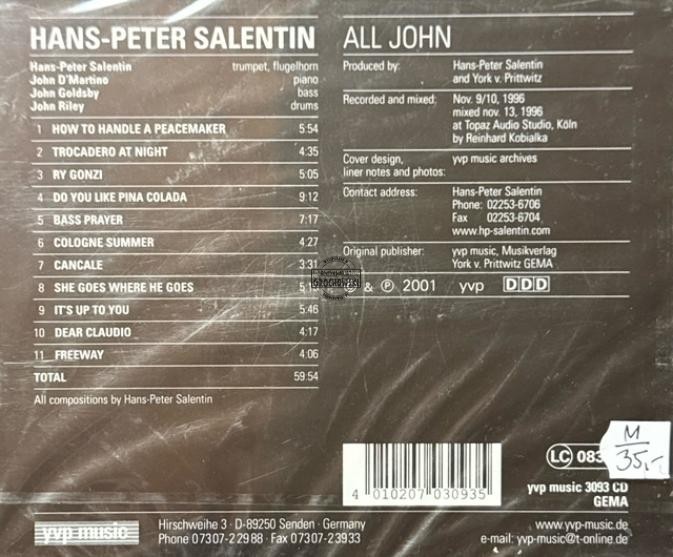 HANS-PETER SALENTIN
Hans-Peter Salentin trumpet, flugelhorn
John D'Martino piano
John Goldsby bass
John Riley drums
1 HOW TO HANDLE A PEACEMAKER 5:54
2 TROCADERO AT NIGHT 4:35
3 RY GONZI 5:05
4 DO YOU LIKE PINA COLADA 9:12
5 BASS PRAYER 7:17
6 COLOGNE SUMMER 4:27
7 CANCALE 3:31
8 SHE GOES WHERE HE GOES
9 IT'S UP TO YOU 5:46
10 DEAR CLAUDIO 4:17
11 FREEWAY 4:06
TOTAL 59:54
All compositions by Hans-Peter Salentin
ALL JOHN
Produced by: Hans-Peter Salentin
and York v. Prittwitz
Recorded and mixed: Nov. 9/10, 1996
mixed nov. 13, 1996
at Topaz Audio Studio, Köln
by Reinhard Kobialka
Cover design, yvp music archives
liner notes and photos:
Contact address: Hans-Peter Salentin
Phone: 02253-6706
Fax 02253-6704
www.hp-salentin.com
Original publisher: yvp music, Musikverlag
York v. Prittwitz GEMA
© & ℗ 2001 yvp DDD
M
35,-
LC 083
4 010207 030935
yvp music 3093 CD
GEMA
yvp music
Hirschweihe 3 · D-89250 Senden · Germany
Phone 07307-22988 · Fax 07307-23933
www.yvp-music.de
e-mail: yvp-music@t-online.de